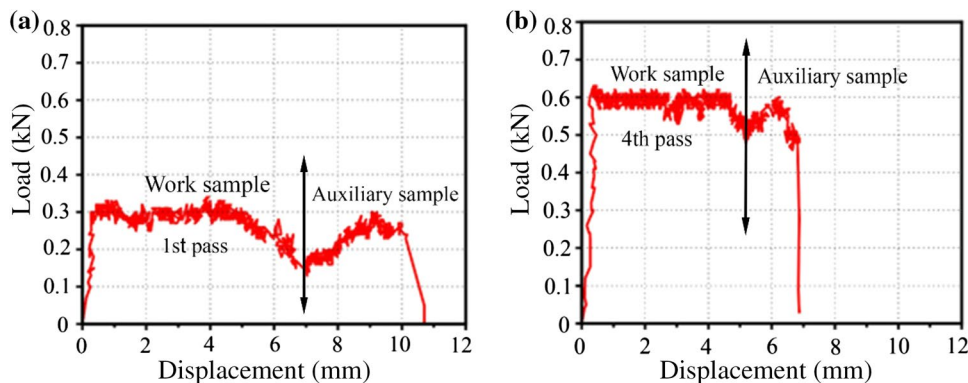 (a)
0.8
0.7
0.6
0.5
0.4
0.3
0.2
0.1
0
Load (kN)
Work sample
Auxiliary sample
1st pass
0 2 4 6 8 10 12
Displacement (mm)
(b)
0.8
0.7
0.6
0.5
0.4
0.3
0.2
0.1
0
Load (kN)
Work sample
Auxiliary sample
4th pass
0 2 4 6 8 10 12
Displacement (mm)